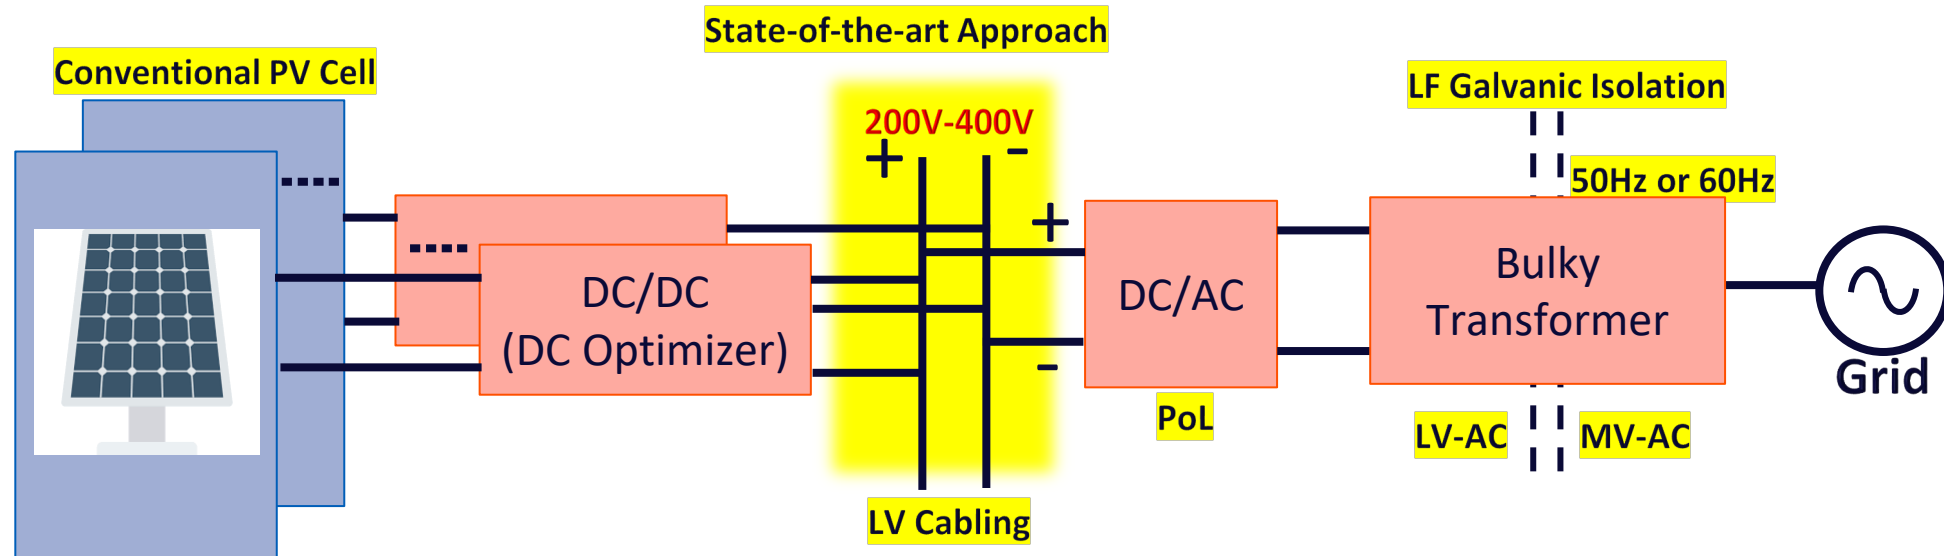 State-of-the-art Approach
Conventional PV Cell
LF Galvanic Isolation
200V-400V
+ -
50Hz or 60Hz
+
DC/DC
(DC Optimizer)
DC/AC
Bulky
Transformer
-
Grid
PoL
LV-AC
MV-AC
LV Cabling